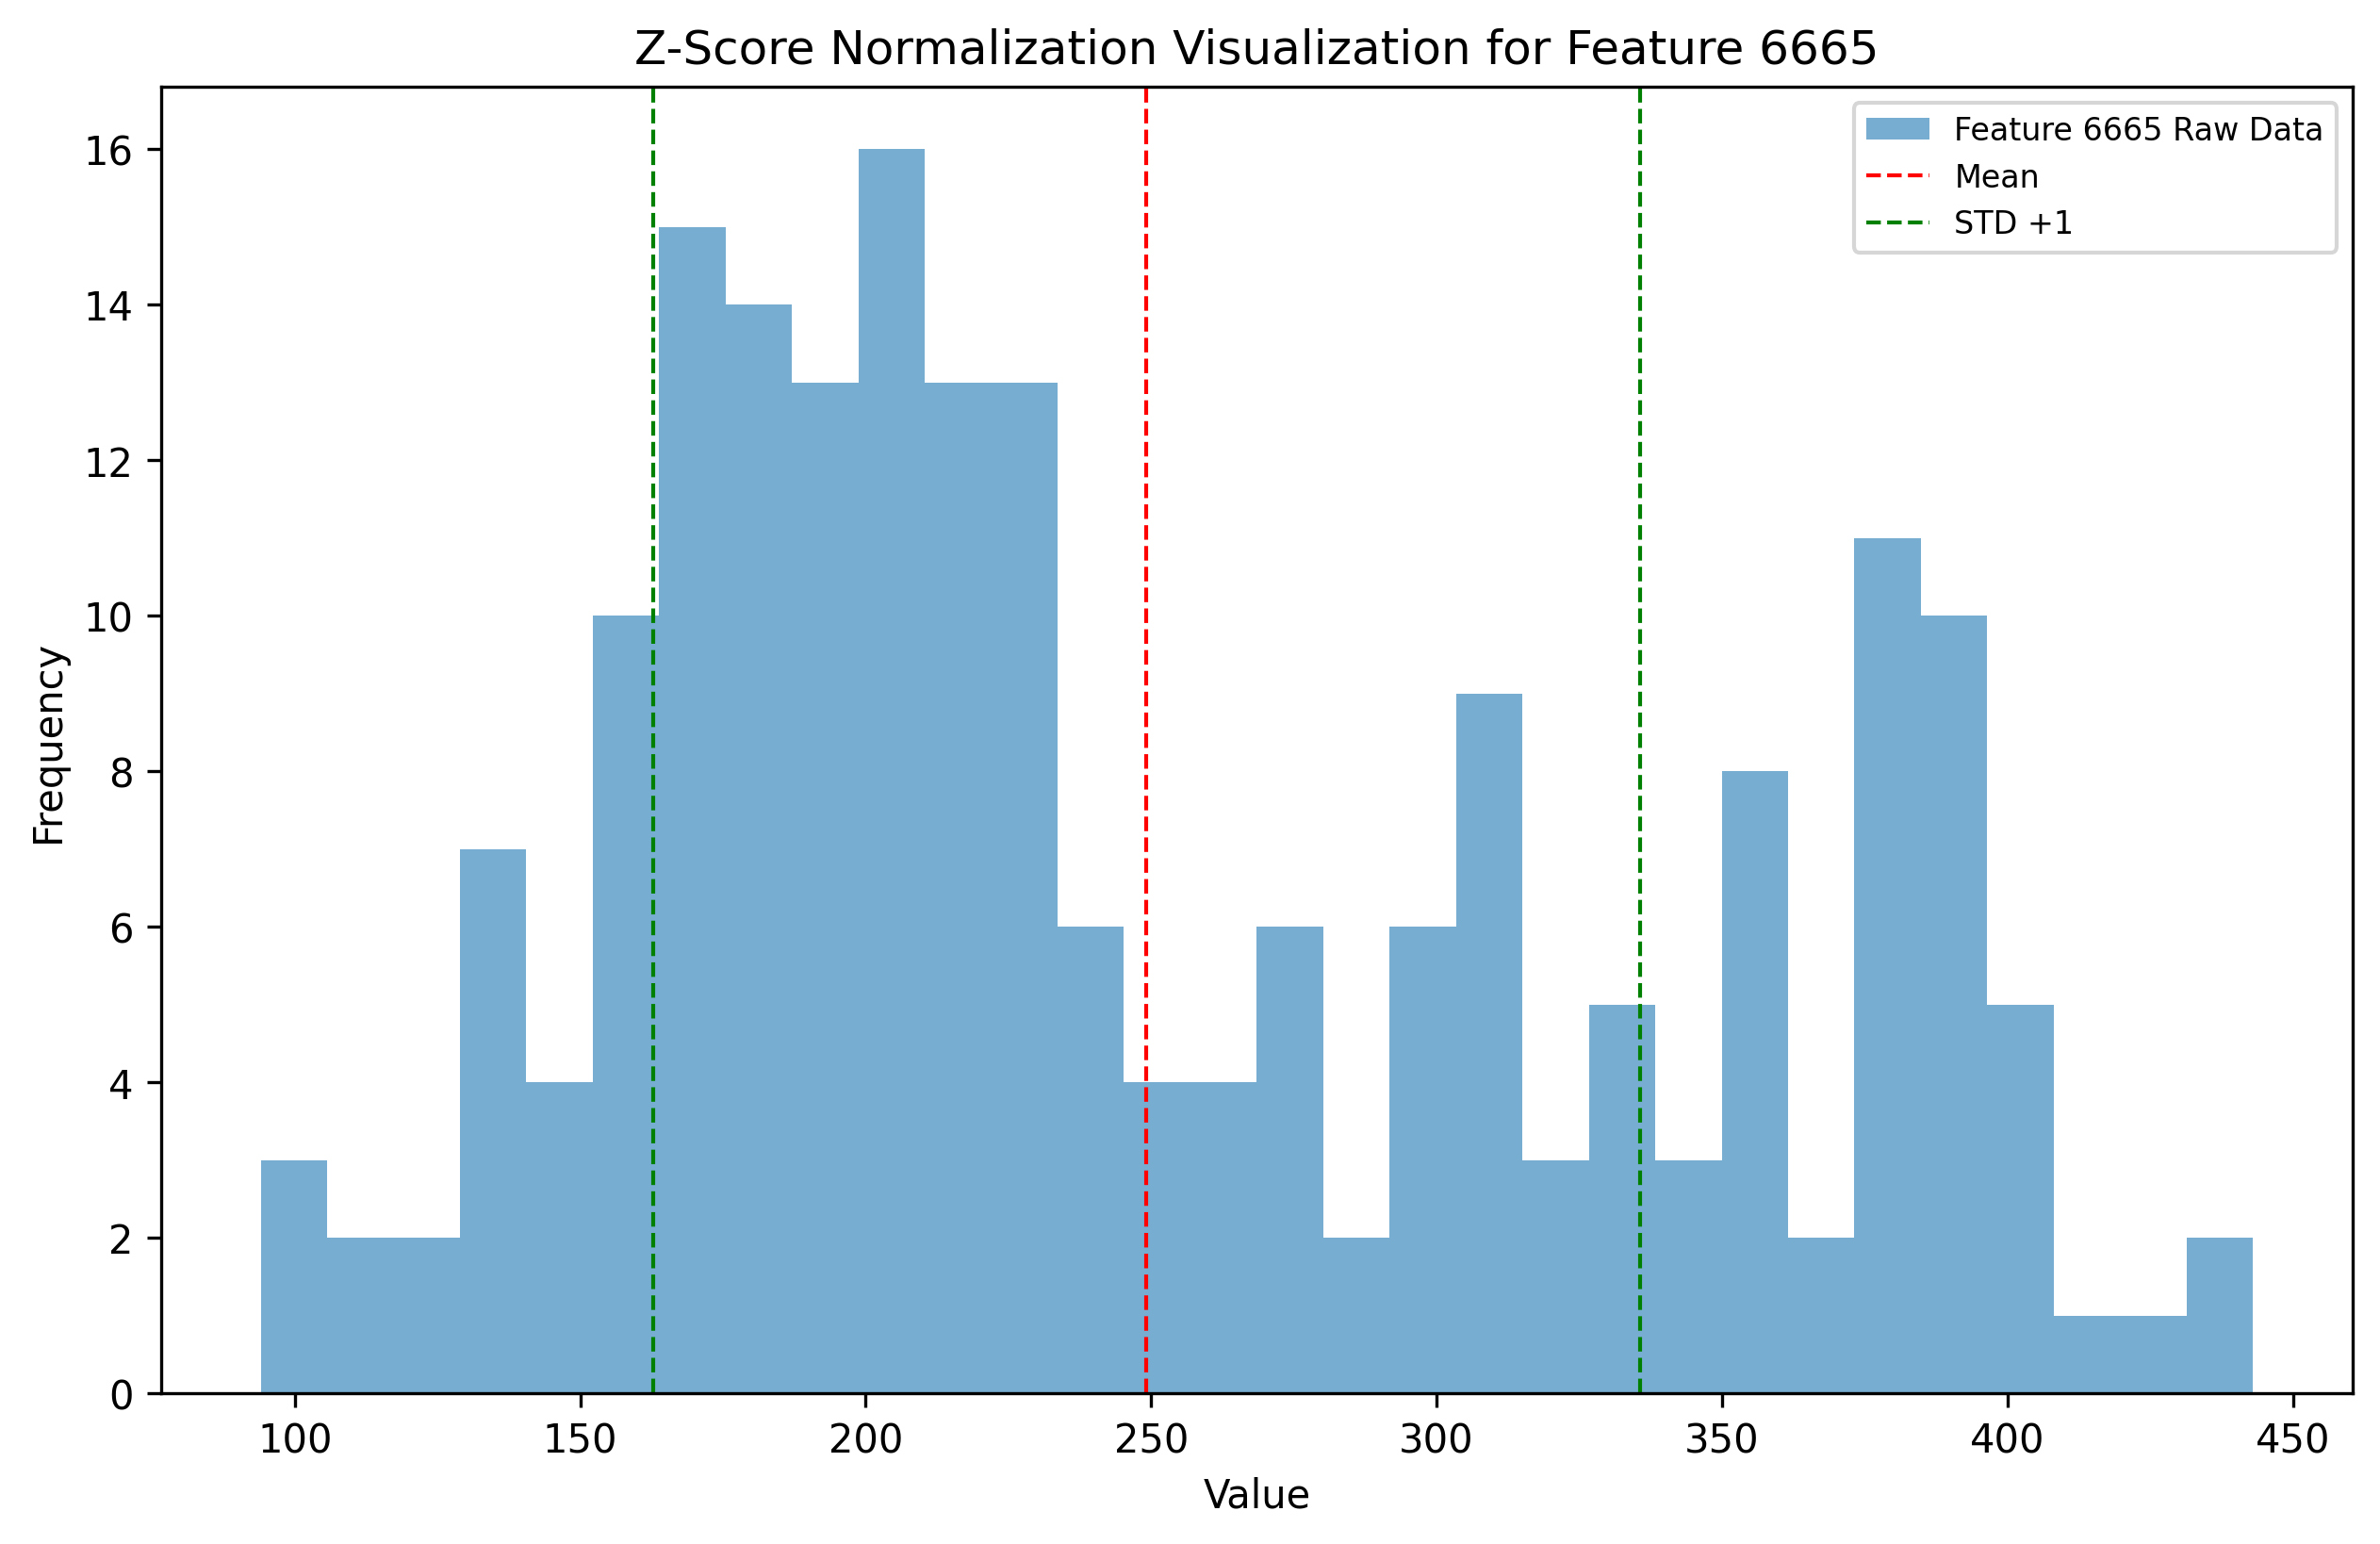 Z-Score Normalization Visualization for Feature 6665
Feature 6665 Raw Data
Mean
STD +1
16
14
12
10
8
6
4
2
0
Frequency
100 150 200 250 300 350 400 450
Value